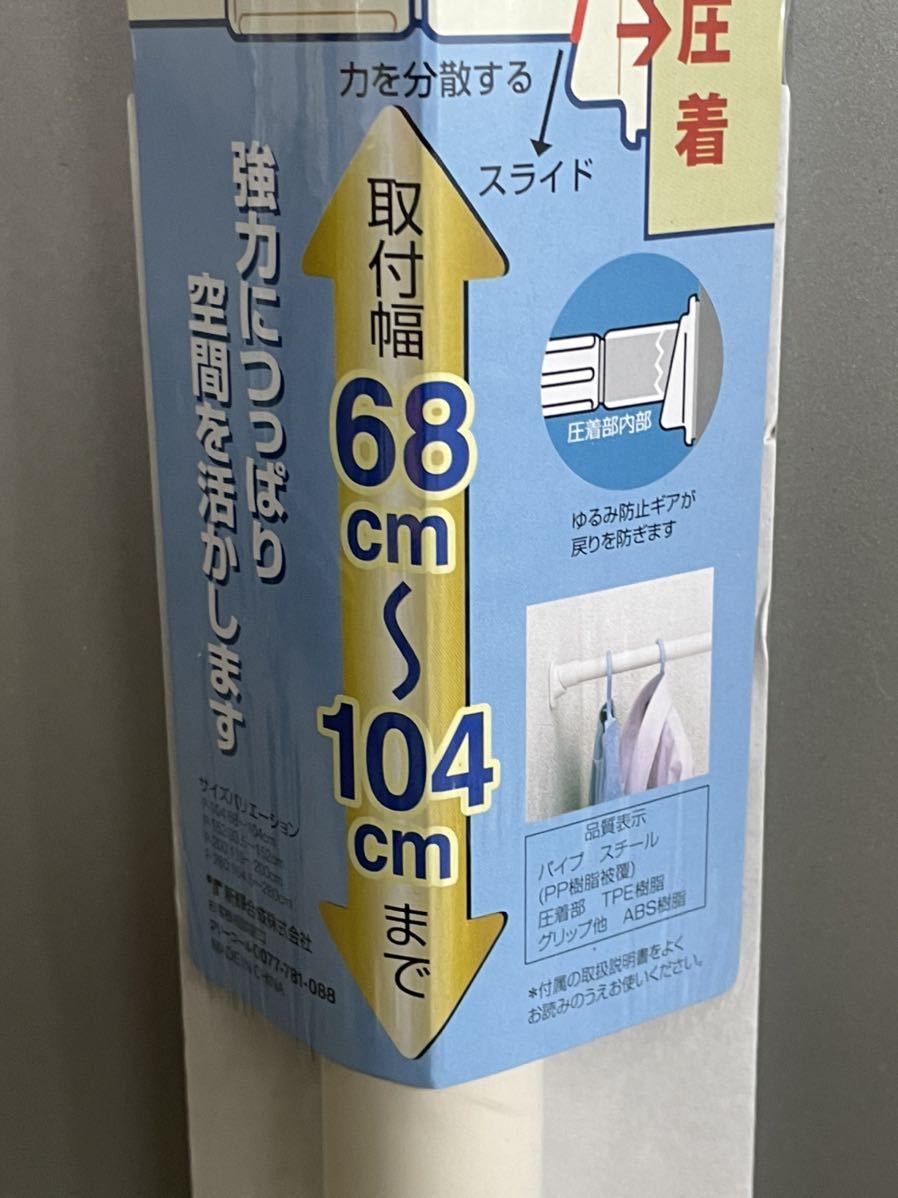 力を分散する
スライド
圧着
強力につっぱり
空間を活かします
取付幅
68
cm
〜
104
cm
まで
圧着部内部
ゆるみ防止ギアが
戻りを防ぎます
品質表示
パイプ スチール
(PP樹脂被覆)
圧着部 TPE樹脂
グリップ他 ABS樹脂
*付属の取扱説明書をよく
お読みのうえお使いください。
サイズバリエーション
株式会社